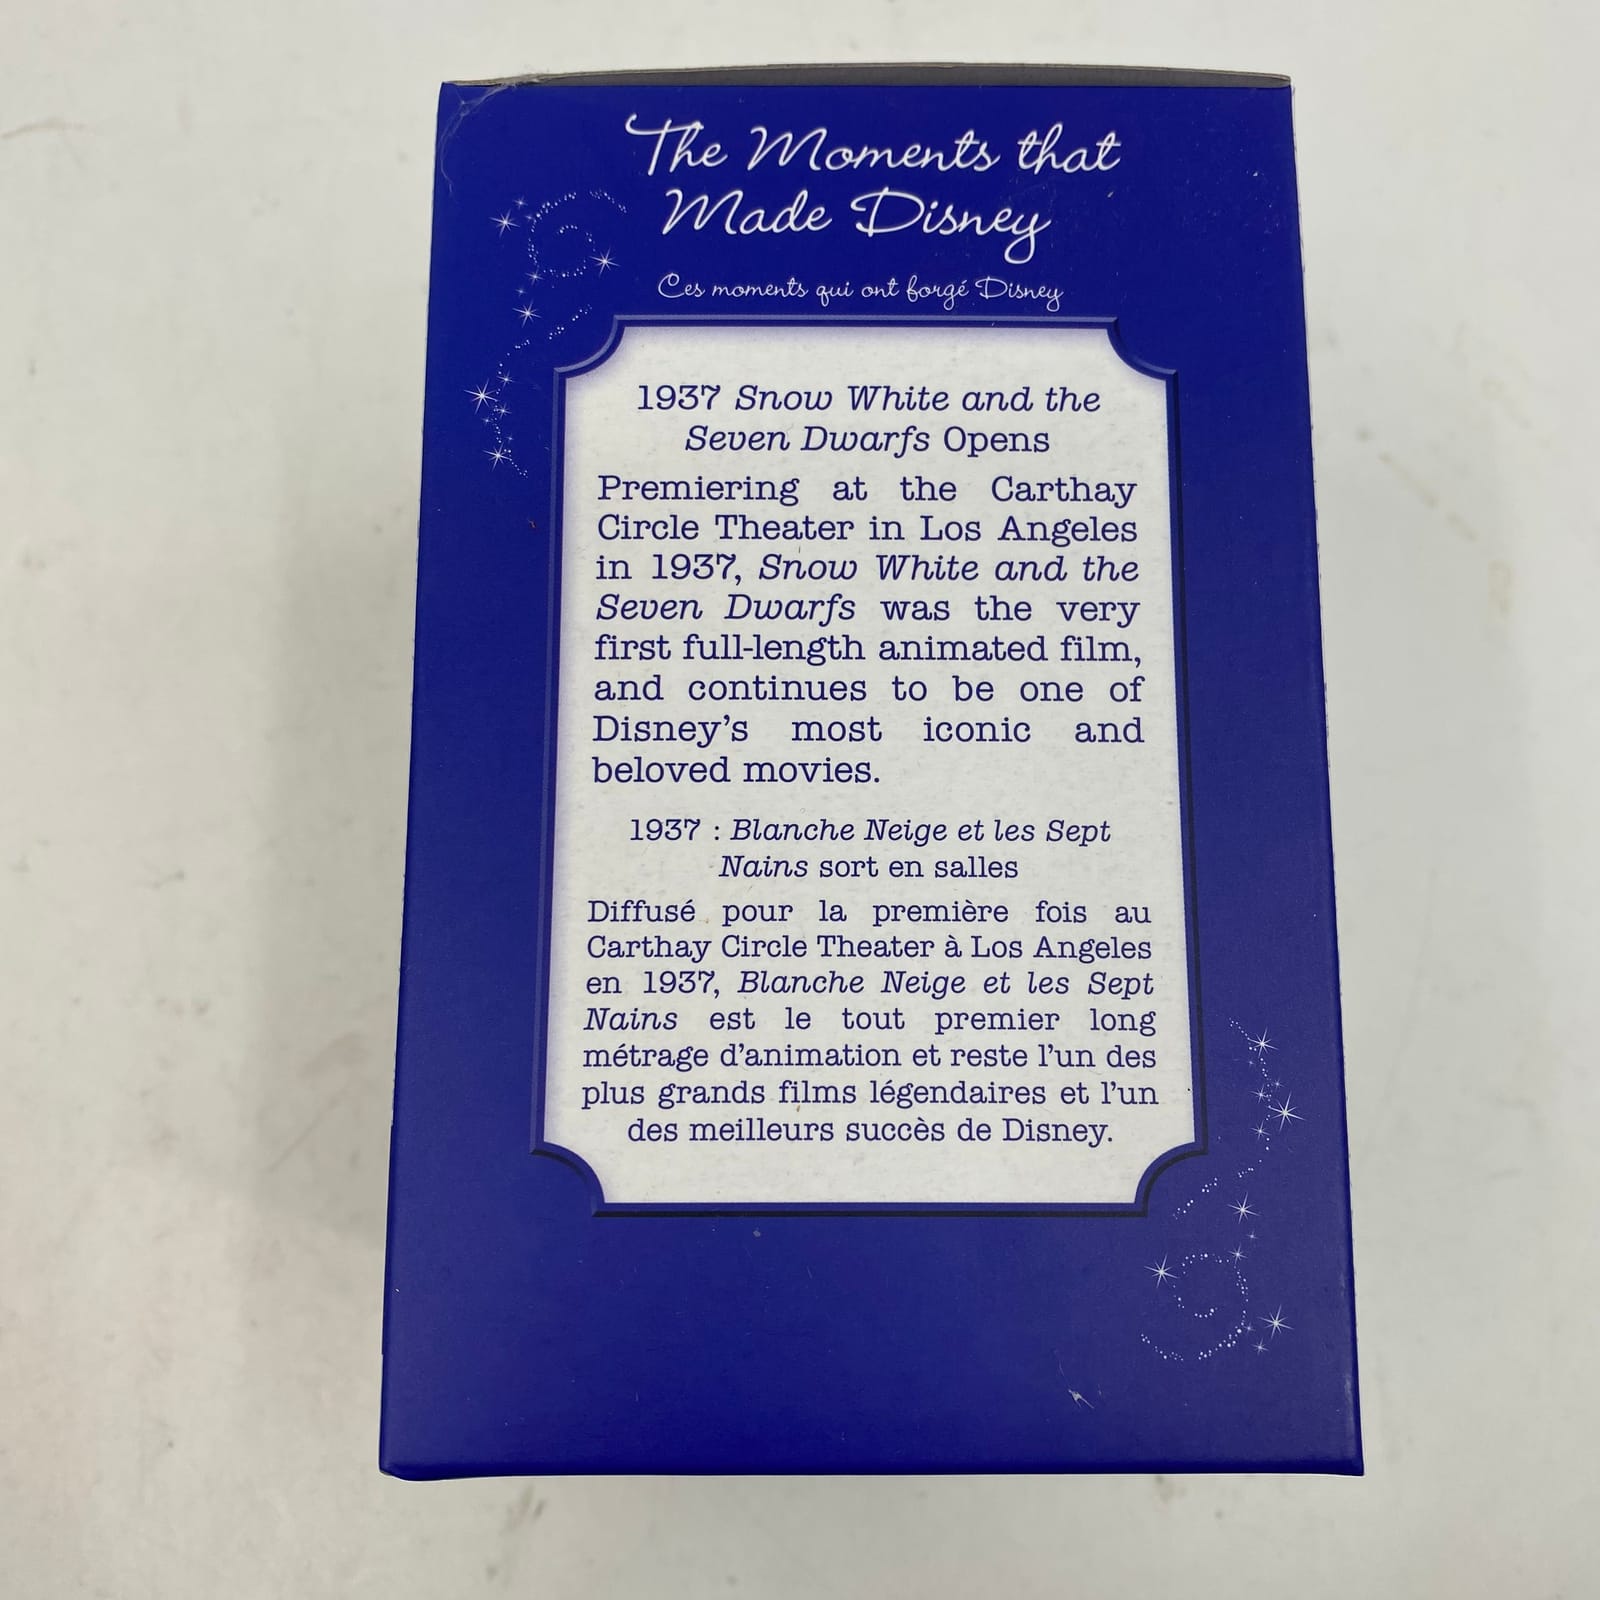 The Moments that
Made Disney
Ces moments qui ont forgé Disney
1937 Snow White and the
Seven Dwarfs Opens
Premiering at the Carthay
Circle Theater in Los Angeles
in 1937, Snow White and the
Seven Dwarfs was the very
first full-length animated film,
and continues to be one of
Disney's most iconic and
beloved movies.
1937 : Blanche Neige et les Sept
Nains sort en salles
Diffusé pour la première fois au
Carthay Circle Theater à Los Angeles
en 1937, Blanche Neige et les Sept
Nains est le tout premier long
métrage d'animation et reste l'un des
plus grands films légendaires et l'un
des meilleurs succès de Disney.